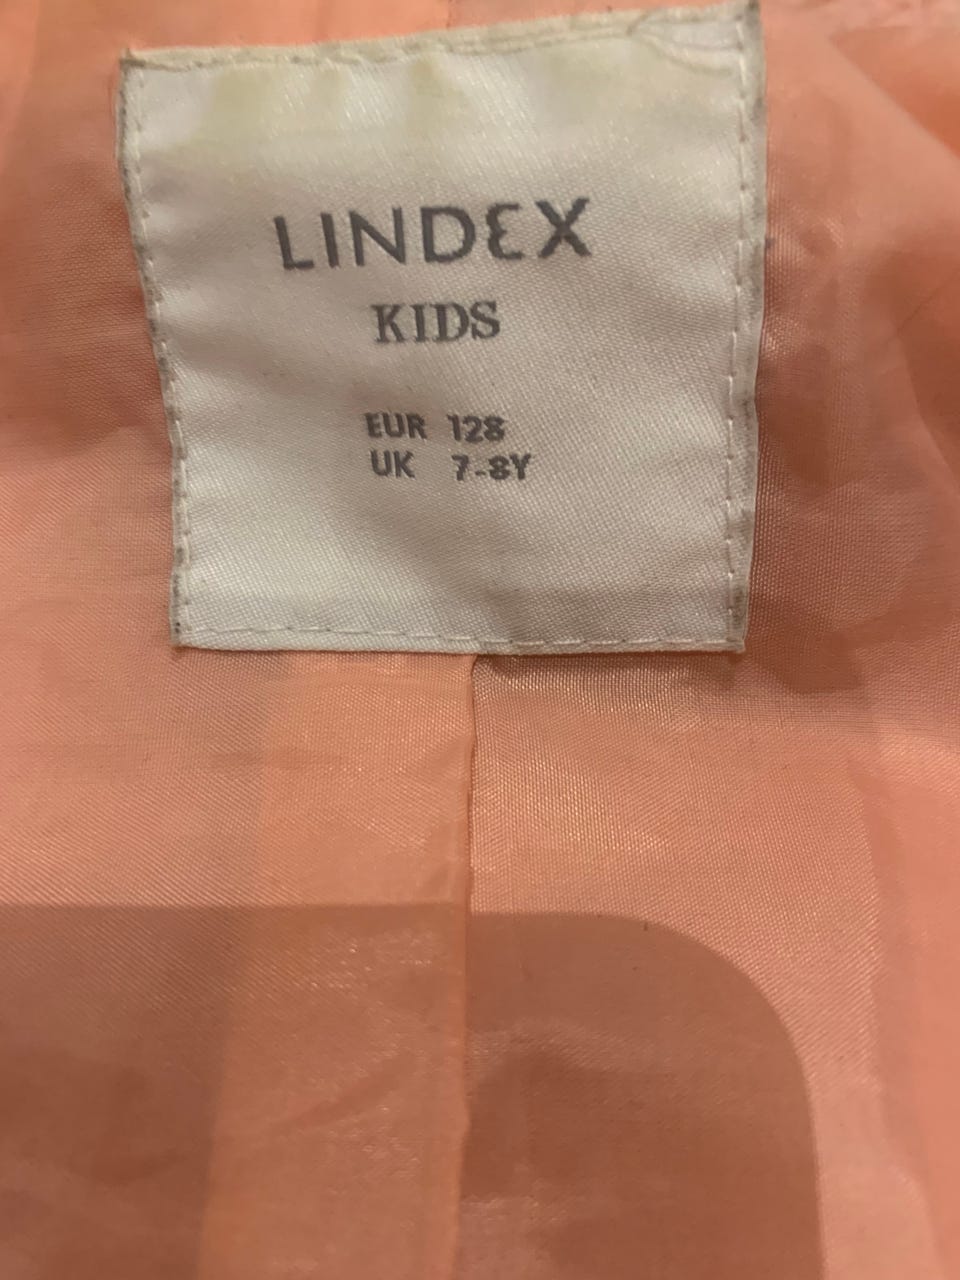 LINDEX
KIDS
EUR 128
UK 7-8Y